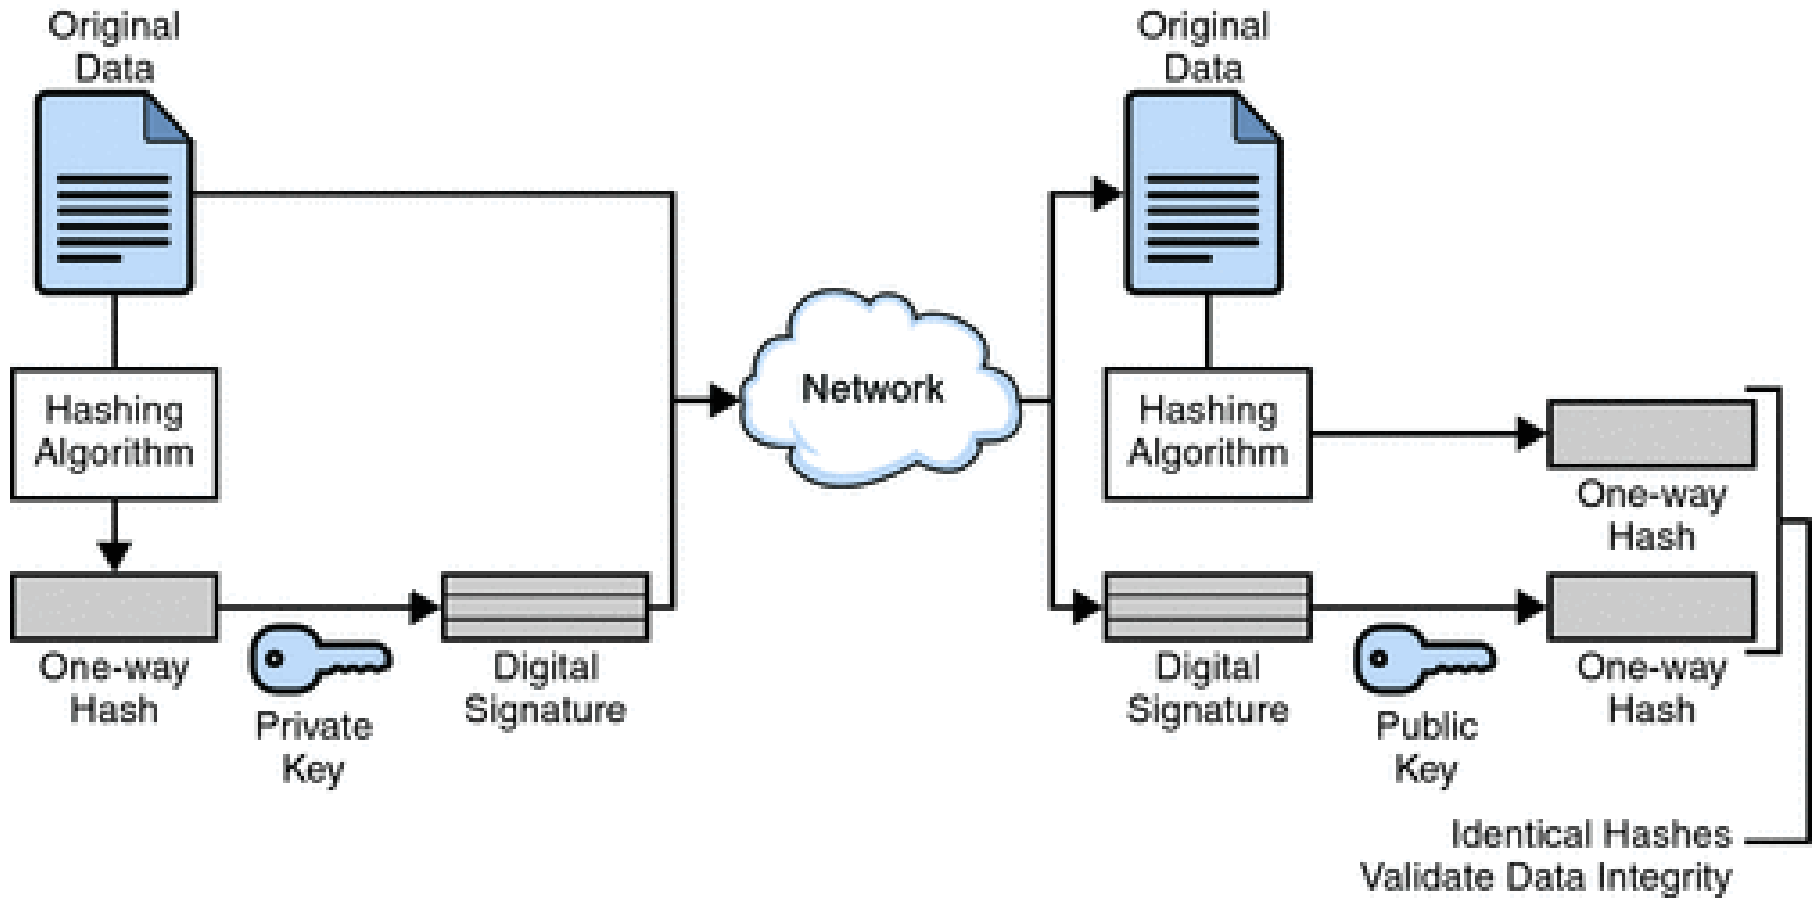 Original
Data
Hashing
Algorithm
One-way
Hash
Private
Key
Digital
Signature
Network
Original
Data
Hashing
Algorithm
One-way
Hash
Digital
Signature
Public
Key
One-way
Hash
Identical Hashes
Validate Data Integrity